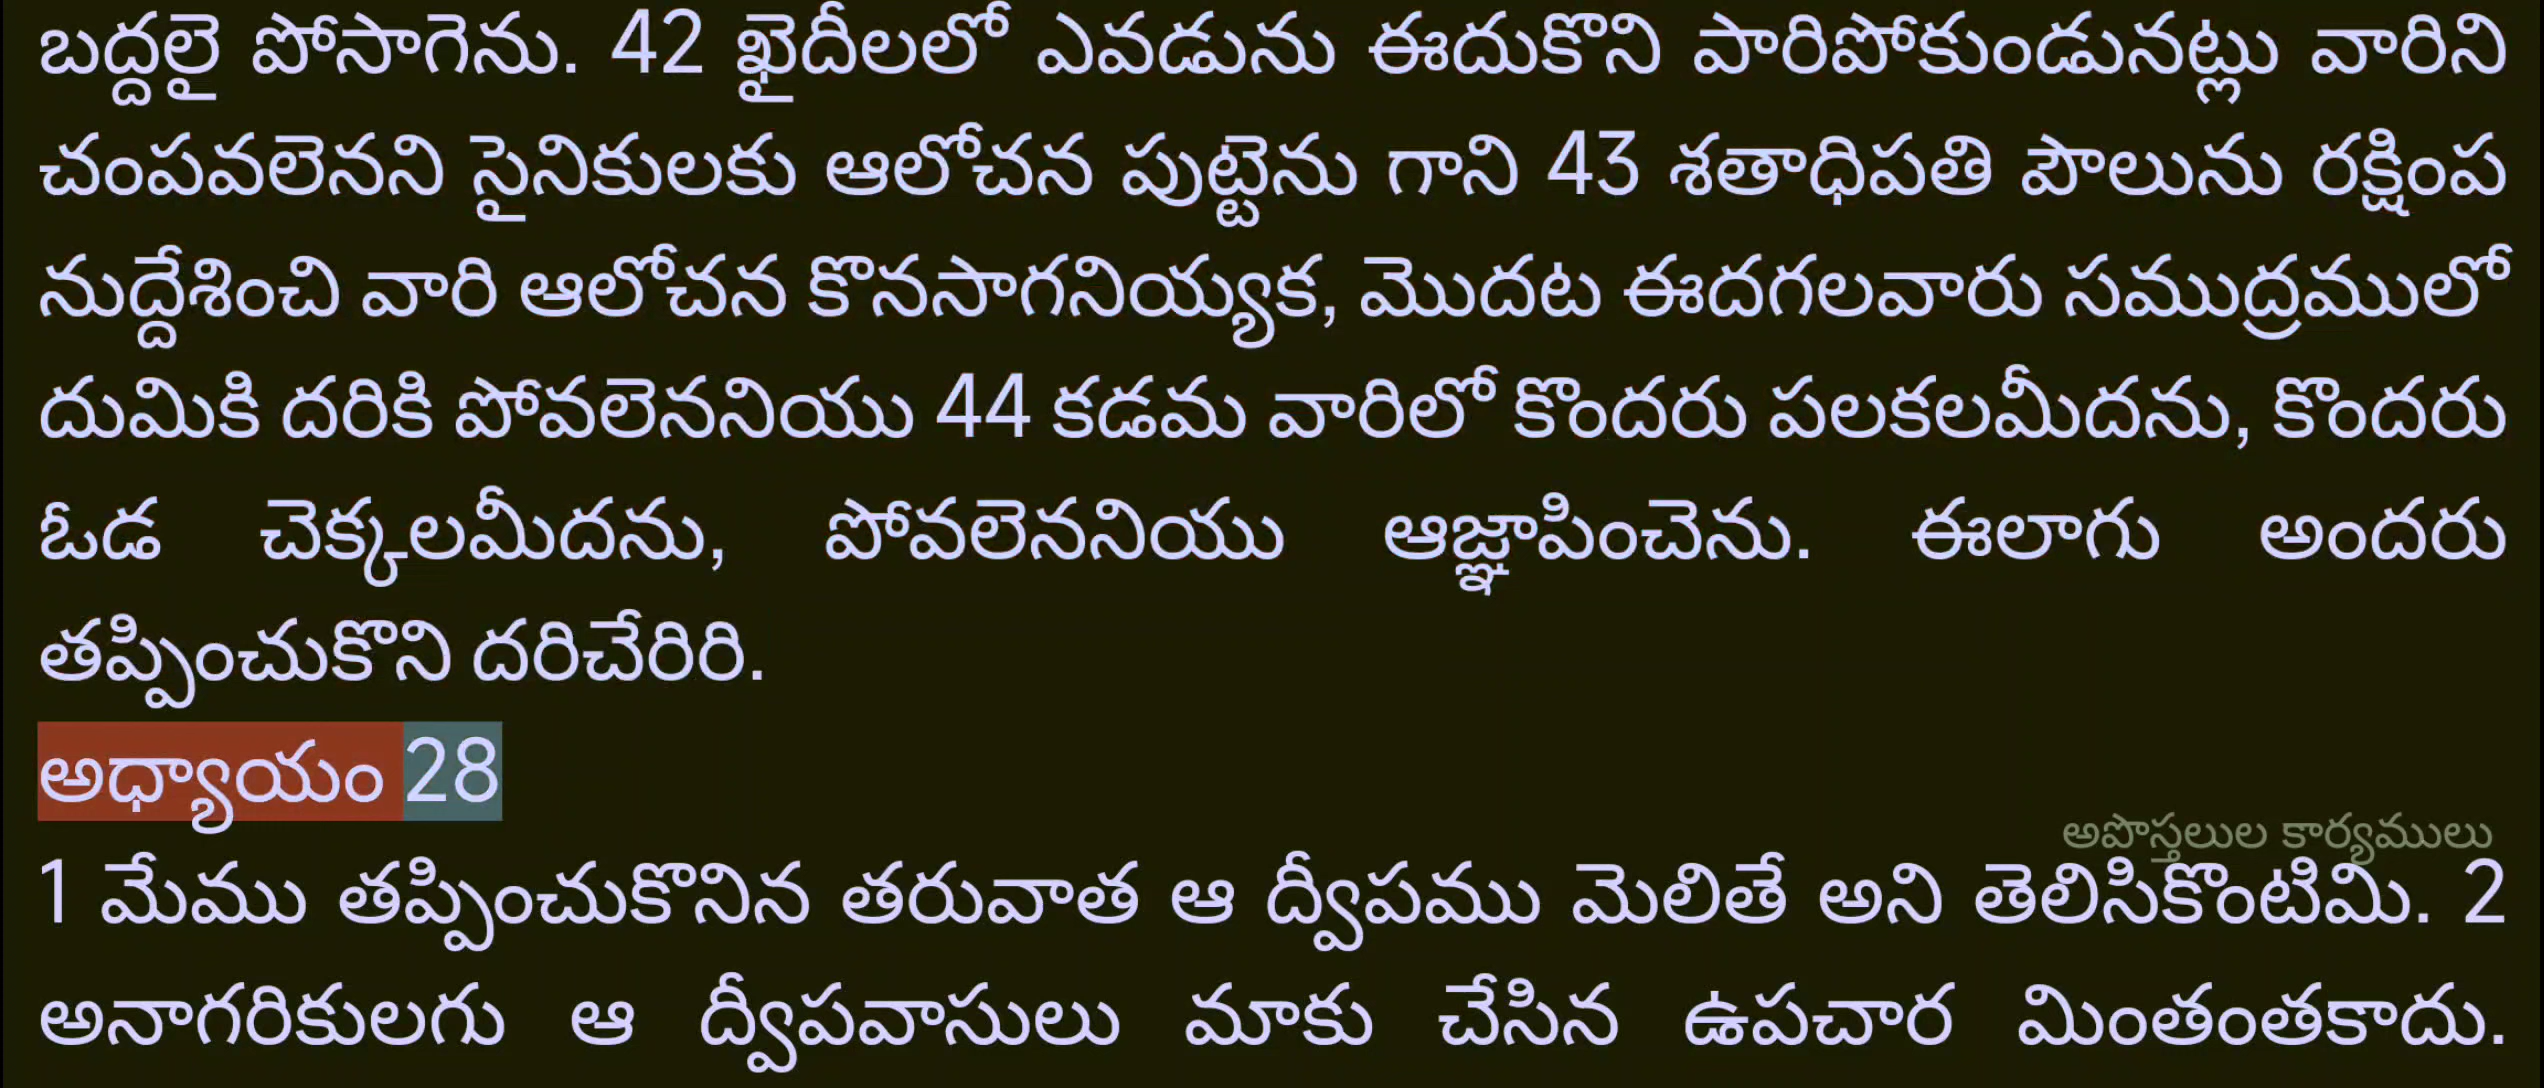 బద్దలై పోసాగెను. 42 ఖైదీలలో ఎవడును ఈదుకొని పారిపోకుండునట్లు వారిని
చంపవలెనని సైనికులకు ఆలోచన పుట్టెను గాని 43 శతాధిపతి పౌలును రక్షింప
నుద్దేశించి వారి ఆలోచన కొనసాగనియ్యక, మొదట ఈదగలవారు సముద్రములో
దుమికి దరికి పోవలెననియు 44 కడమ వారిలో కొందరు పలకలమీదను, కొందరు
ఓడ చెక్కలమీదను, పోవలెననియు ఆజ్ఞాపించెను. ఈలాగు అందరు
తప్పించుకొని దరిచేరిరి.
అధ్యాయం 28
అపొస్తలుల కార్యములు
1 మేము తప్పించుకొనిన తరువాత ఆ ద్వీపము మెలితే అని తెలిసికొంటిమి. 2
అనాగరికులగు ఆ ద్వీపవాసులు మాకు చేసిన ఉపచార మింతంతకాదు.